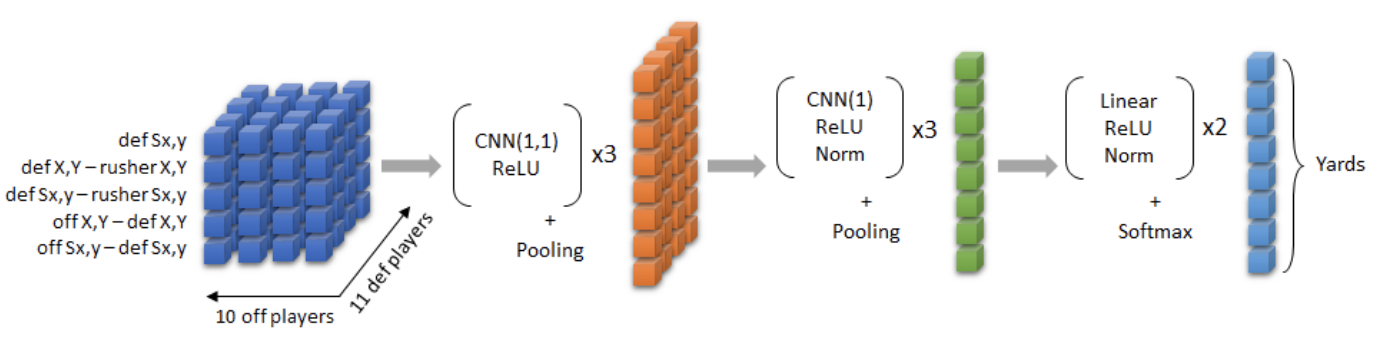 def Sx,y
def X,Y – rusher X,Y
def Sx,y – rusher Sx,y
off X,Y – def X,Y
off Sx,y – def Sx,y
10 off players
11 def players
CNN(1,1)
ReLU
x3
+
Pooling
CNN(1)
ReLU
Norm
x3
+
Pooling
Linear
ReLU
Norm
x2
+
Softmax
Yards